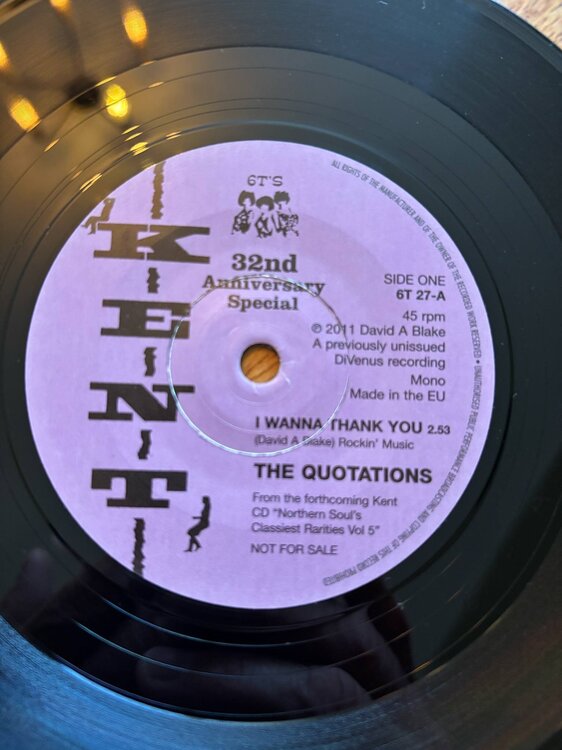 ALL RIGHTS OF THE MANUFACTURER AND OF THE OWNER OF THE RECORDED WORK RESERVED • UNAUTHORISED PUBLIC PERFORMANCE BROADCASTING AND COPYING OF THIS RECORD PROHIBITED
6T'S
KENT
32nd
Anniversary
Special
SIDE ONE
6T 27-A
45 rpm
℗ 2011 David A Blake
A previously unissued
DiVenus recording
Mono
Made in the EU
I WANNA THANK YOU 2.53
(David A Blake) Rockin' Music
THE QUOTATIONS
From the forthcoming Kent
CD "Northern Soul's
Classiest Rarities Vol 5"
NOT FOR SALE